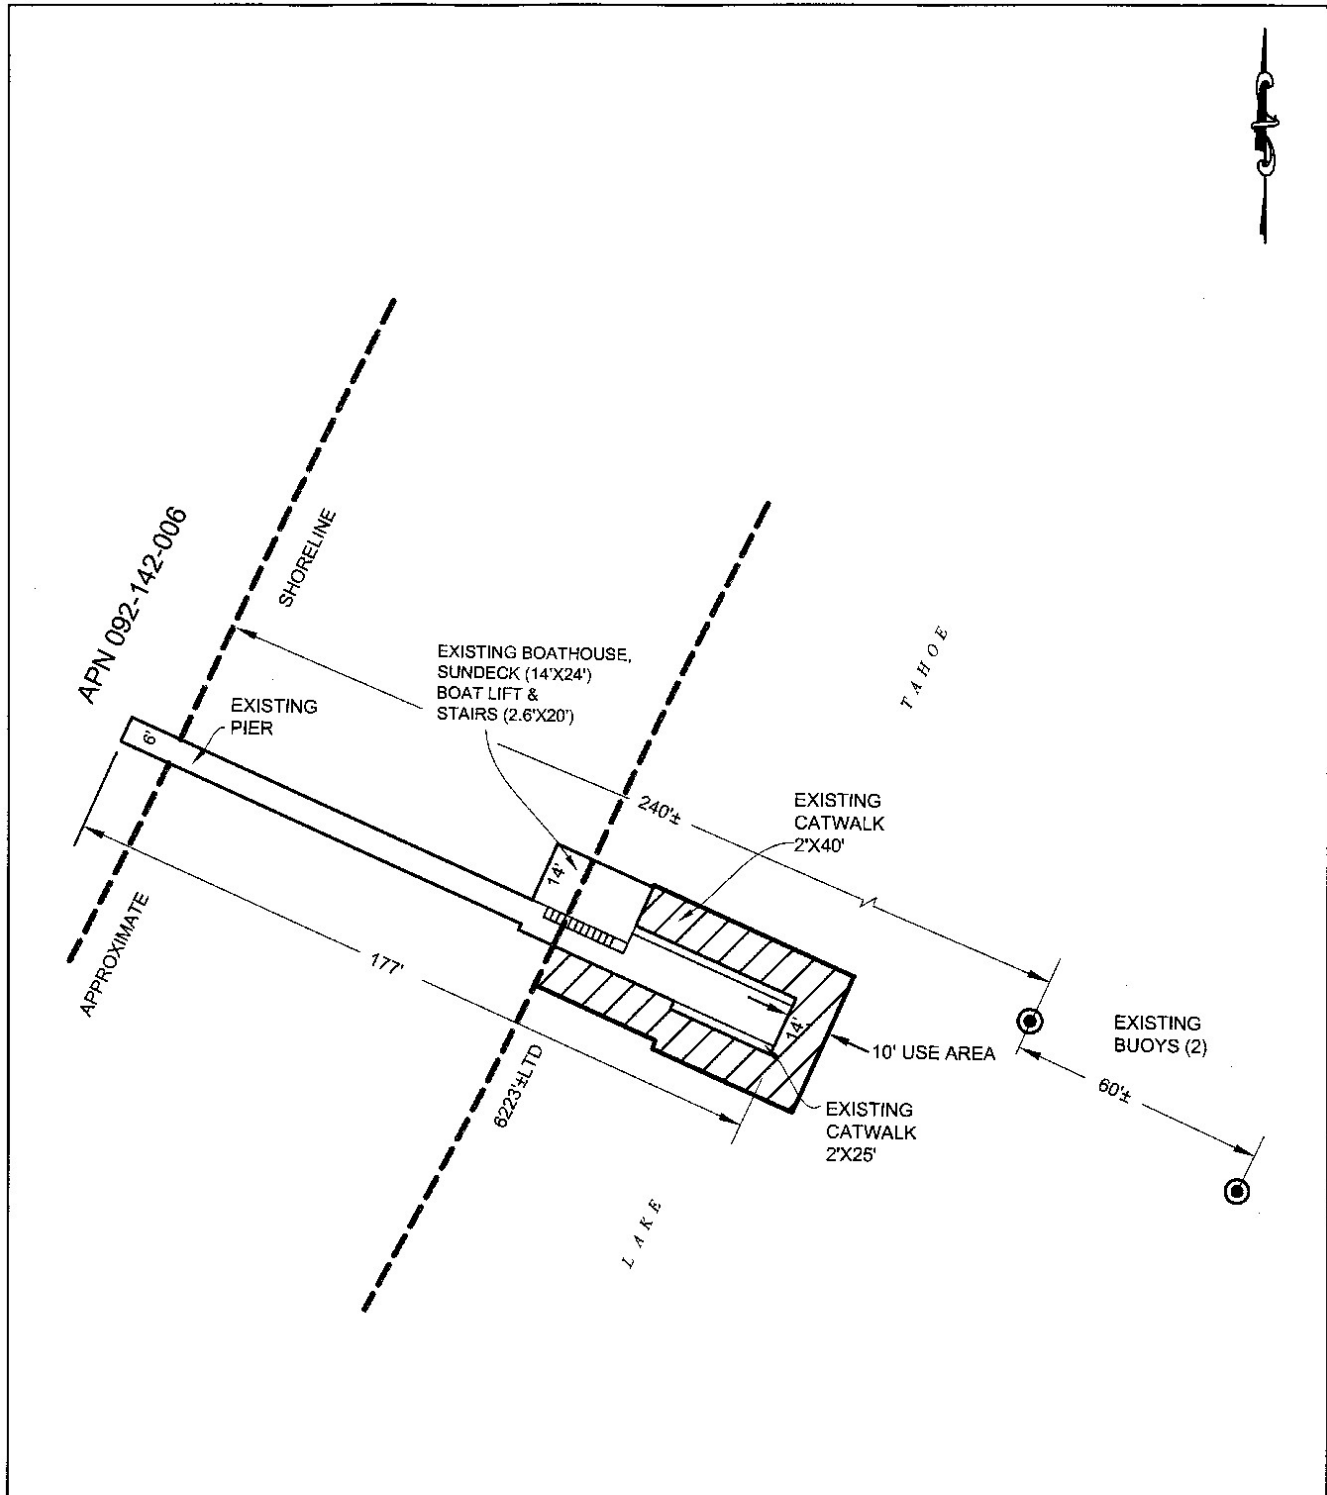 APN 092-142-006
SHORELINE
EXISTING BOATHOUSE,
SUNDECK (14'X24')
BOAT LIFT &
STAIRS (2.6'X20')
TAHOE
EXISTING
PIER
6'
240'±
EXISTING
CATWALK
2'X40'
14'
APPROXIMATE
177'
14'
10' USE AREA
EXISTING
BUOYS (2)
60'±
6223'±LTD
EXISTING
CATWALK
2'X25'
LAKE